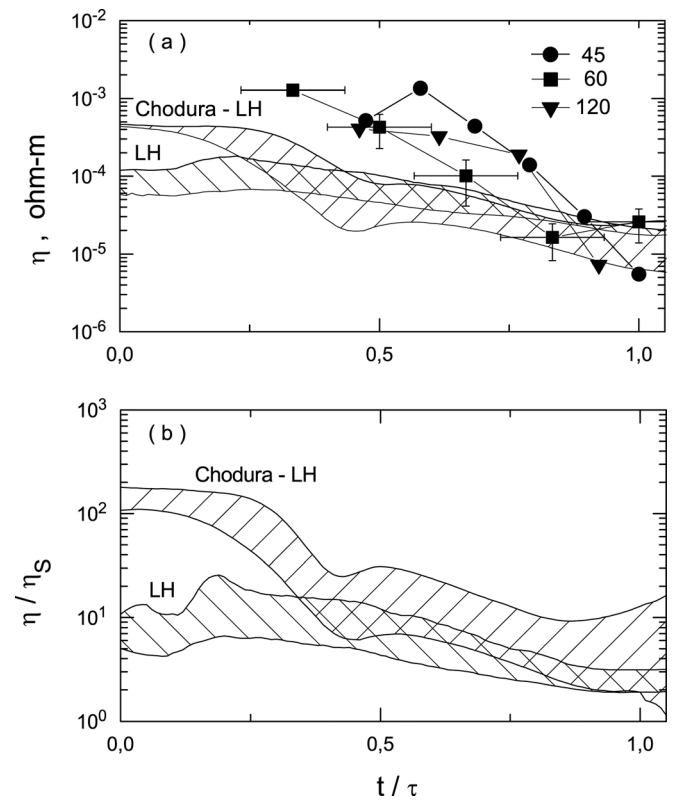 10^-2
( a )
45
60
120
10^-3
Chodura - LH
LH
10^-4
η , ohm-m
10^-5
10^-6
0,0
0,5
1,0
10^3
( b )
Chodura - LH
10^2
η / η_S
LH
10^1
10^0
0,0
0,5
1,0
t / τ